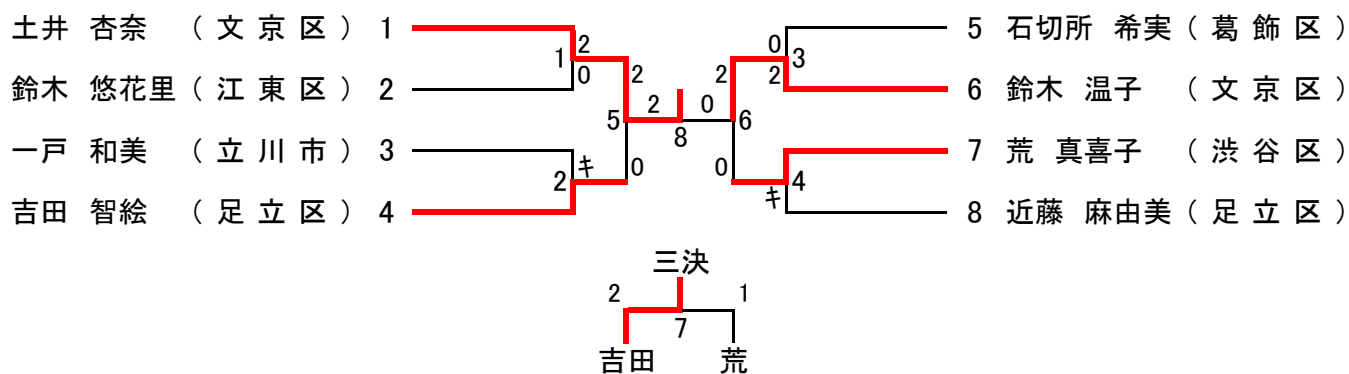 土井 杏奈 （文京区） 1
鈴木 悠花里（江東区） 2
一戸 和美 （立川市） 3
吉田 智絵 （足立区） 4
1 2 0
2 キ
5 2 0
2 8 0
6 2 0
3 0 2
4 キ
5 石切所 希実（葛飾区）
6 鈴木 温子 （文京区）
7 荒 真喜子 （渋谷区）
8 近藤 麻由美（足立区）
三決
2 7 1
吉田 荒